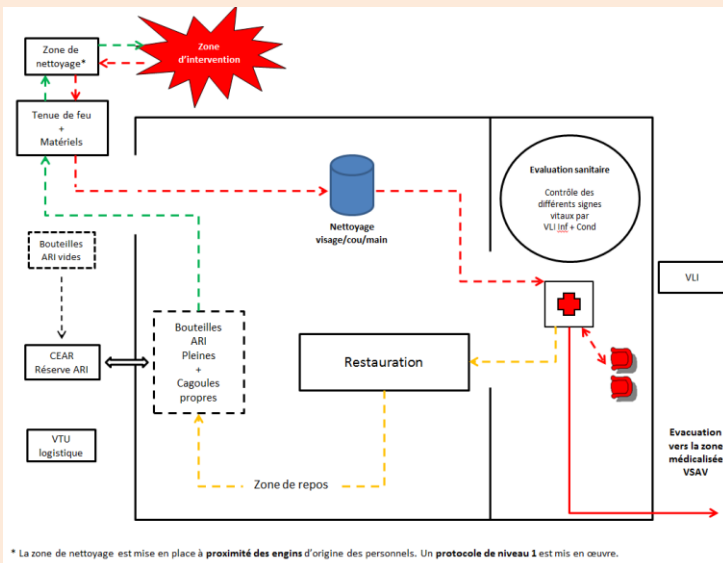 Zone de
nettoyage*
Zone
d'intervention
Tenue de feu
+
Matériels
Evaluation sanitaire
Contrôle des
différents signes
vitaux par
VLI Inf + Cond
Nettoyage
visage/cou/main
Bouteilles
ARI vides
VLI
Bouteilles
ARI
Pleines
+
Cagoules
propres
CEAR
Réserve ARI
Restauration
VTU
logistique
Evacuation
vers la zone
médicalisée
VSAV
Zone de repos
* La zone de nettoyage est mise en place à proximité des engins d'origine des personnels. Un protocole de niveau 1 est mis en œuvre.